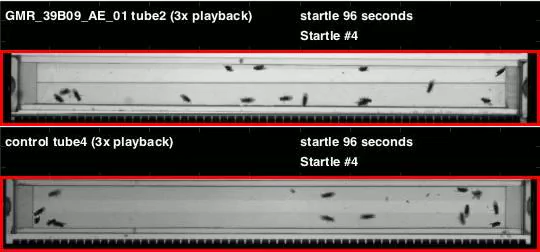 GMR_39B09_AE_01 tube2 (3x playback)
startle 96 seconds
Startle #4
control tube4 (3x playback)
startle 96 seconds
Startle #4